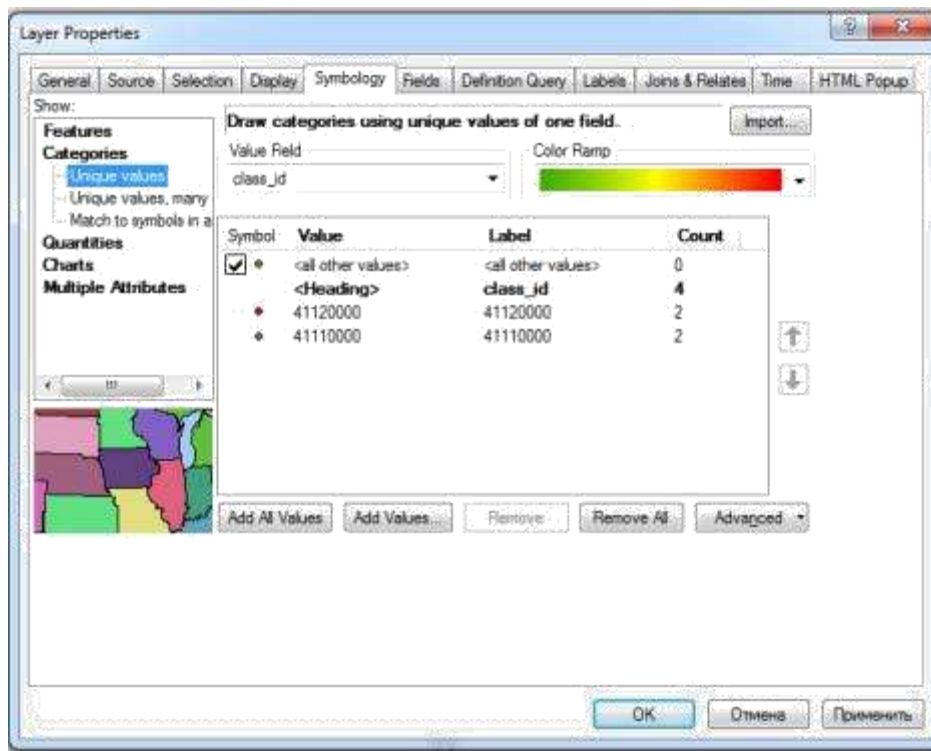 Layer Properties
General Source Selection Display Symbology Fields Definition Query Labels Joins & Relates Time HTML Popup
Show:
Features
Categories
Unique values
Unique values, many
Match to symbols in a
Quantities
Charts
Multiple Attributes
Draw categories using unique values of one field.
Import...
Value Field
class_id
Color Ramp
Symbol Value Label Count
<all other values> <all other values> 0
<Heading> class_id 4
41120000 41120000 2
41110000 41110000 2
Add All Values Add Values... Remove Remove All Advanced
OK Отмена Применить